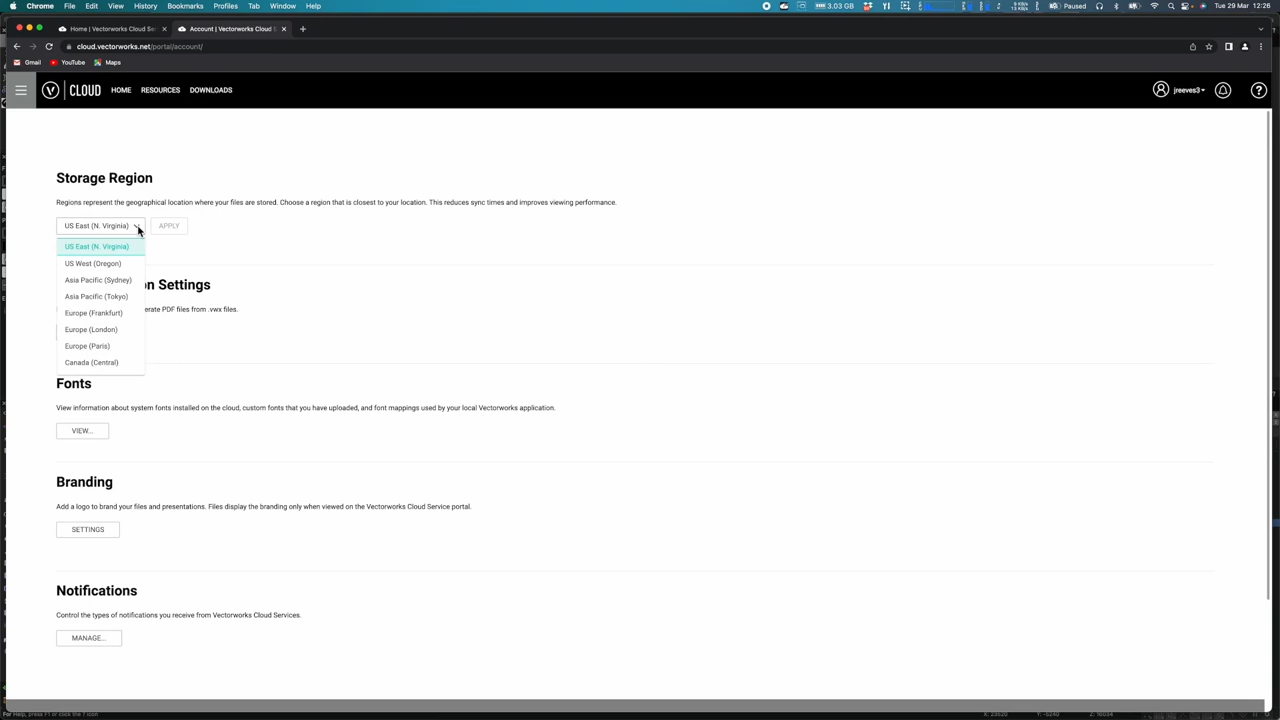 Chrome File Edit View History Bookmarks Profiles Tab Window Help 3.03 GB Paused Tue 29 Mar 12:26
Home | Vectorworks Cloud Se Account | Vectorworks Cloud
cloud.vectorworks.net/portal/account/
Gmail YouTube Maps
CLOUD HOME RESOURCES DOWNLOADS jreeves3
Storage Region
Regions represent the geographical location where your files are stored. Choose a region that is closest to your location. This reduces sync times and improves viewing performance.
US East (N. Virginia) APPLY
US East (N. Virginia)
US West (Oregon)
Asia Pacific (Sydney)
n Settings
Asia Pacific (Tokyo)
erate PDF files from .vwx files.
Europe (Frankfurt)
Europe (London)
Europe (Paris)
Canada (Central)
Fonts
View information about system fonts installed on the cloud, custom fonts that you have uploaded, and font mappings used by your local Vectorworks application.
VIEW...
Branding
Add a logo to brand your files and presentations. Files display the branding only when viewed on the Vectorworks Cloud Service portal.
SETTINGS
Notifications
Control the types of notifications you receive from Vectorworks Cloud Services.
MANAGE...
For Help, press F1 or click the ? icon